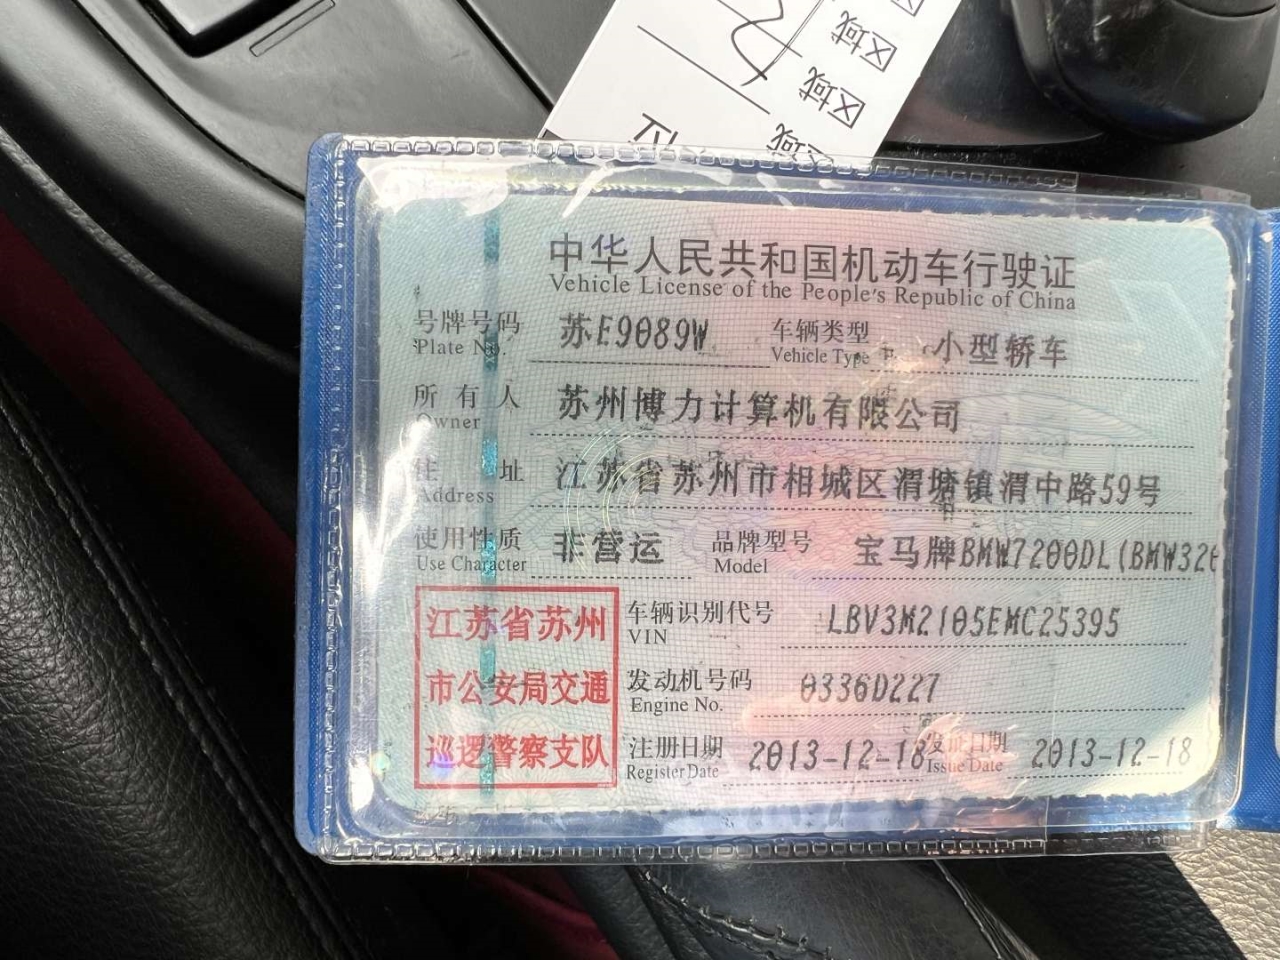 区域
区域
区域
位
中华人民共和国机动车行驶证
Vehicle License of the People's Republic of China
号牌号码 苏E9089W 车辆类型 小型轿车
Plate No. Vehicle Type
所有人 苏州博力计算机有限公司
Owner
住址 江苏省苏州市相城区渭塘镇渭中路59号
Address
使用性质 非营运 品牌型号 宝马牌BMW7200DL(BMW320
Use Character Model
江苏省苏州
市公安局交通
巡逻警察支队
车辆识别代号 LBV3M2105EMC25395
VIN
发动机号码 0336D227
Engine No.
注册日期 2013-12-18 发证日期 2013-12-18
Register Date Issue Date